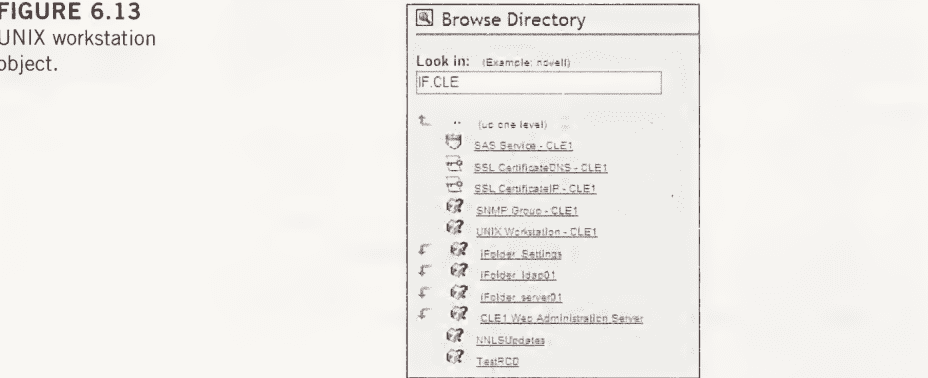 FIGURE 6.13
UNIX workstation
object.
Browse Directory
Look in: (Example: novell)
IF.CLE
.. (up one level)
SAS Service - CLE1
SSL CertificateDNS - CLE1
SSL CertificateIP - CLE1
SNMP Group - CLE1
UNIX Workstation - CLE1
iFolder_Settings
iFolder_ldap01
iFolder_server01
CLE1 Web Administration Server
NNLSUpdates